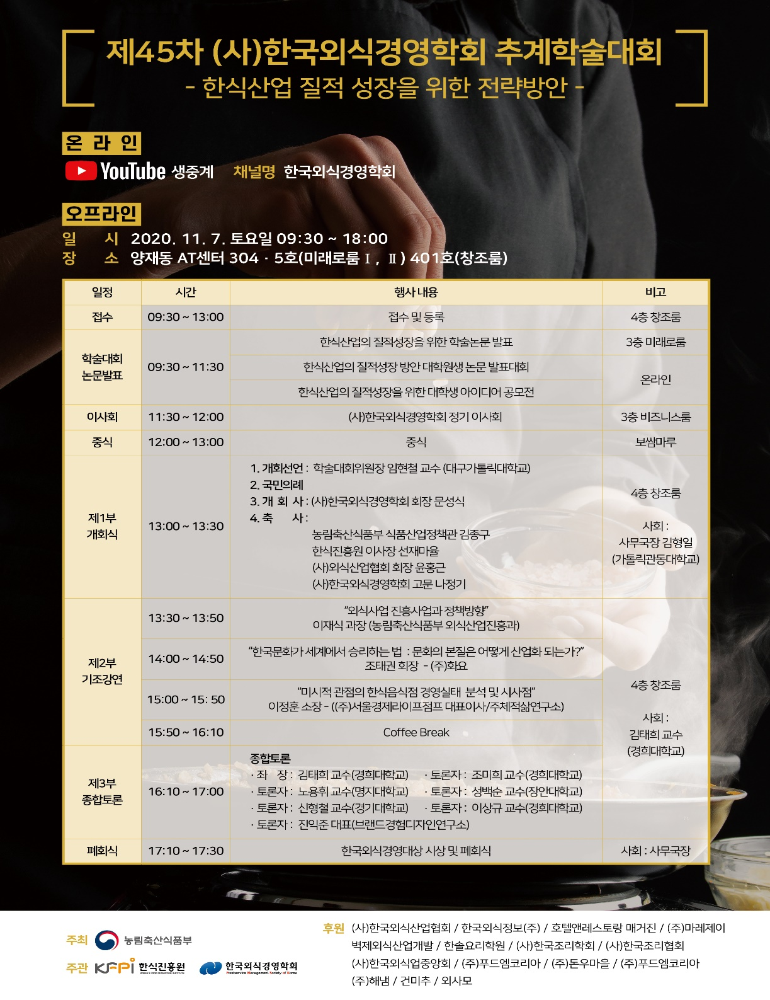 제45차 (사)한국외식경영학회 추계학술대회
- 한식산업 질적 성장을 위한 전략방안 -
온 라 인
YouTube 생중계 채널명 한국외식경영학회
오프라인
일 시 2020. 11. 7. 토요일 09:30 ~ 18:00
장 소 양재동 AT센터 304 · 5호(미래로룸 Ⅰ, Ⅱ) 401호(창조룸)
일정 시간 행사 내용 비고
접수 09:30 ~ 13:00 접수 및 등록 4층 창조룸
학술대회
논문발표
09:30 ~ 11:30
한식산업의 질적성장을 위한 학술논문 발표 3층 미래로룸
한식산업의 질적성장 방안 대학원생 논문 발표대회
한식산업의 질적성장을 위한 대학생 아이디어 공모전
온라인
이사회 11:30 ~ 12:00 (사)한국외식경영학회 정기 이사회 3층 비즈니스룸
중식 12:00 ~ 13:00 중식 보쌈마루
제1부
개회식
13:00 ~ 13:30
1. 개회선언 : 학술대회위원장 임현철 교수 (대구가톨릭대학교)
2. 국민의례
3. 개 회 사 : (사)한국외식경영학회 회장 문성식
4. 축 사 :
농림축산식품부 식품산업정책관 김종구
한식진흥원 이사장 선재마율
(사)외식산업협회 회장 윤홍근
(사)한국외식경영학회 고문 나정기
4층 창조룸
사회 :
사무국장 김형일
(가톨릭관동대학교)
제2부
기조강연
13:30 ~ 13:50
“외식사업 진흥사업과 정책방향”
이재식 과장 (농림축산식품부 외식산업진흥과)
14:00 ~ 14:50
“한국문화가 세계에서 승리하는 법 : 문화의 본질은 어떻게 산업화 되는가?”
조태권 회장 - (주)화요
15:00 ~ 15: 50
“미시적 관점의 한식음식점 경영실태 분석 및 시사점”
이정훈 소장 - ((주)서울경제라이프점프 대표이사/주체적삶연구소)
15:50 ~ 16:10 Coffee Break
4층 창조룸
사회 :
김태희 교수
(경희대학교)
제3부
종합토론
16:10 ~ 17:00
종합토론
· 좌 장 : 김태희 교수(경희대학교) · 토론자 : 조미희 교수(경희대학교)
· 토론자 : 노용휘 교수(명지대학교) · 토론자 : 성백순 교수(장안대학교)
· 토론자 : 신형철 교수(경기대학교) · 토론자 : 이상규 교수(경희대학교)
· 토론자 : 진익준 대표(브랜드경험디자인연구소)
폐회식 17:10 ~ 17:30 한국외식경영대상 시상 및 폐회식 사회 : 사무국장
주최 농림축산식품부
주관 KFPi 한식진흥원 한국외식경영학회
KOREAN FOOD PROMOTION INSTITUTE Foodservice Management Society of Korea
후원 (사)한국외식산업협회 / 한국외식정보(주) / 호텔앤레스토랑 매거진 / (주)마레제이
벽제외식산업개발 / 한솔요리학원 / (사)한국조리학회 / (사)한국조리협회
(사)한국외식업중앙회 / (주)푸드엠코리아 / (주)돈우마을 / (주)푸드엠코리아
(주)해냄 / 건미추 / 외사모